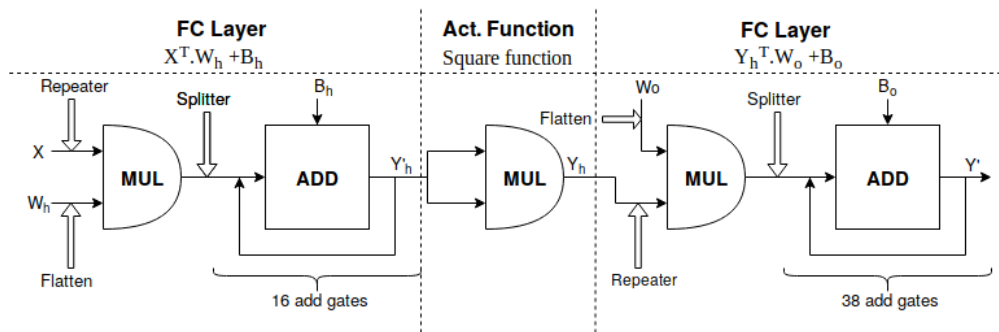 FC Layer
X^T.W_h +B_h
Act. Function
Square function
FC Layer
Y_h^T.W_o +B_o
Repeater
Splitter
B_h
X
MUL
ADD
Y'_h
W_h
Flatten
16 add gates
MUL
Y_h
Wo
Flatten
Splitter
B_o
MUL
ADD
Y'
Repeater
38 add gates